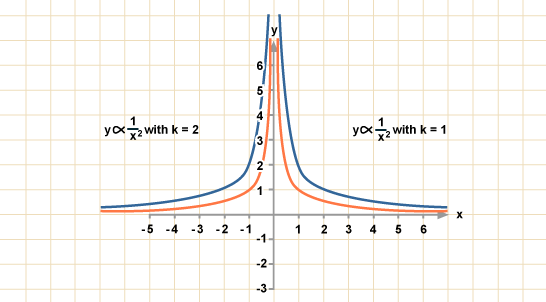 y
6
5
4
3
2
1
y ∝ 1/x² with k = 2
y ∝ 1/x² with k = 1
x
-5 -4 -3 -2 -1 1 2 3 4 5 6
-1
-2
-3